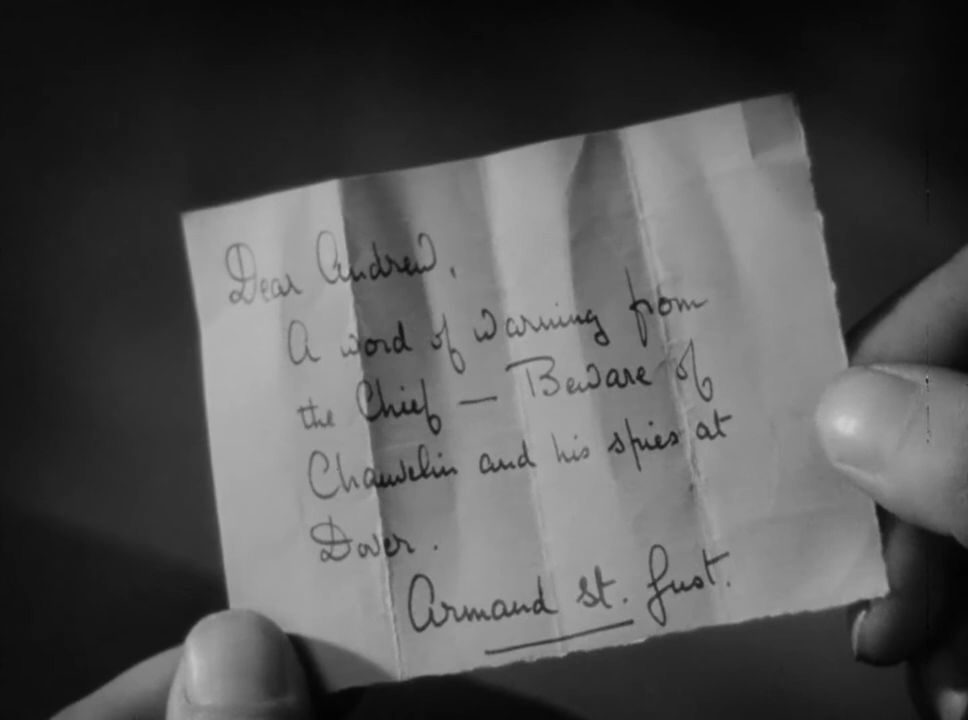 Dear Andrew,
A word of warning from
the Chief — Beware of
Chauvelin and his spies at
Dover.
Armand St. Just.